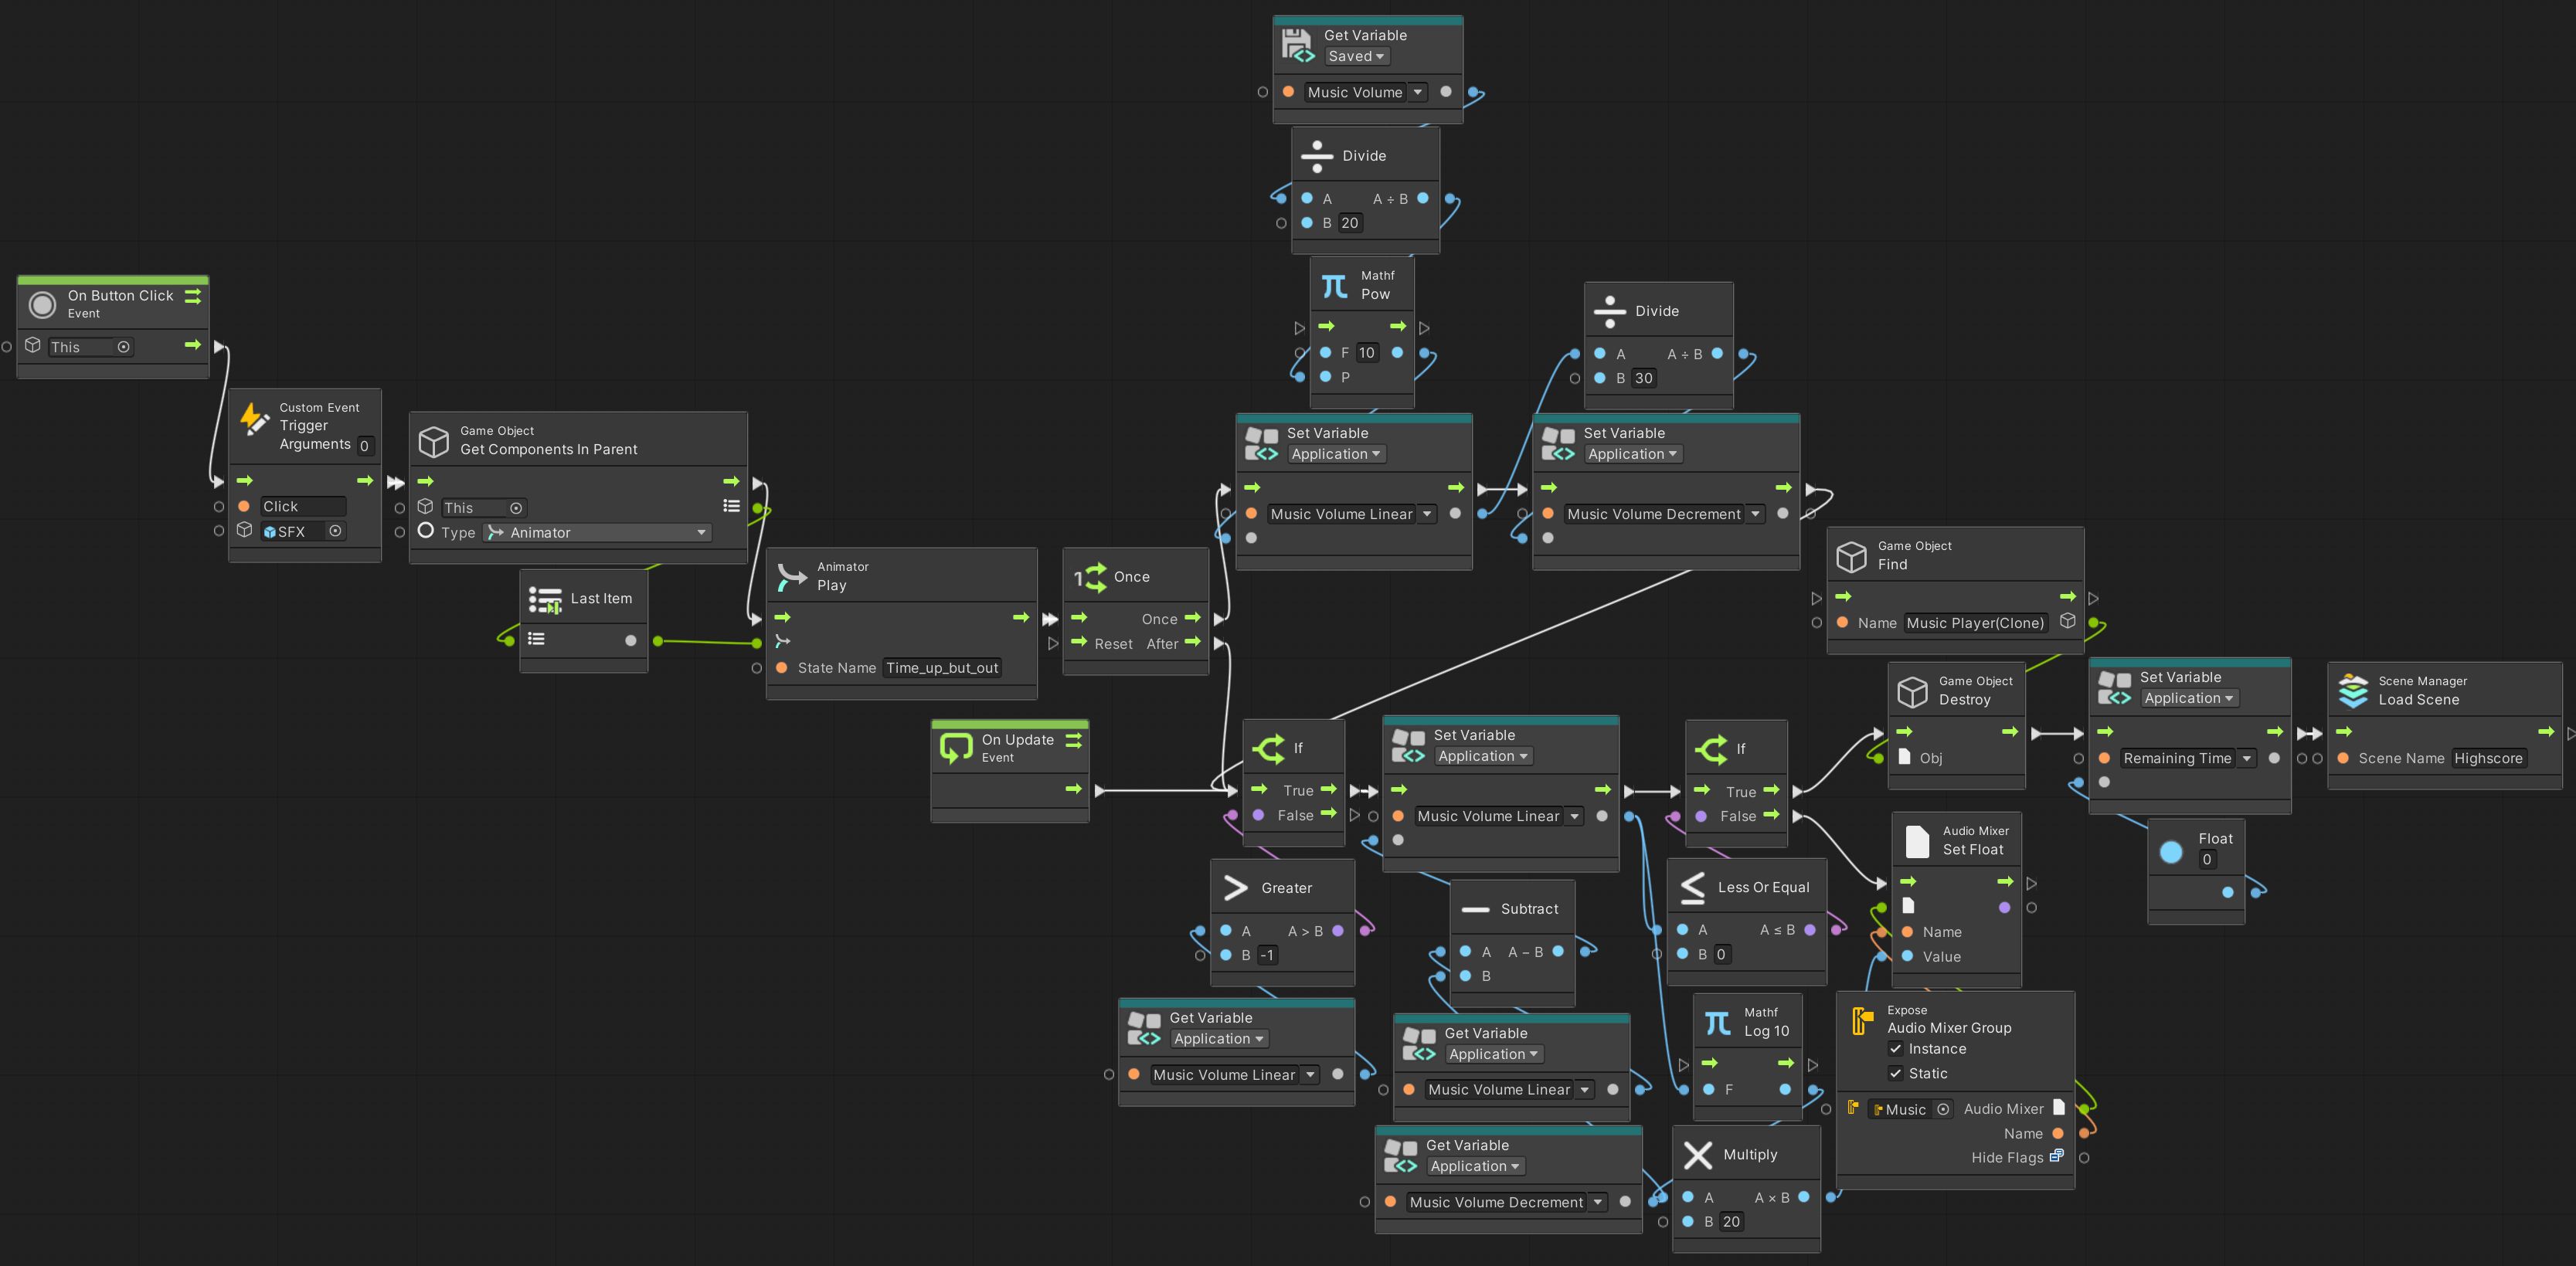 Get Variable
Saved
Music Volume
Divide
A A ÷ B
B 20
Mathf
Pow
F 10
P
On Button Click
Event
This
Custom Event
Trigger
Arguments 0
Click
SFX
Game Object
Get Components In Parent
This
Type Animator
Last Item
Animator
Play
State Name Time_up_but_out
1 Once
Once
Reset After
Set Variable
Application
Music Volume Linear
Divide
A A ÷ B
B 30
Set Variable
Application
Music Volume Decrement
Game Object
Find
Name Music Player(Clone)
On Update
Event
If
True
False
Greater
A A > B
B -1
Get Variable
Application
Music Volume Linear
Set Variable
Application
Music Volume Linear
Subtract
A A − B
B
Get Variable
Application
Music Volume Linear
Get Variable
Application
Music Volume Decrement
If
True
False
Less Or Equal
A A ≤ B
B 0
Mathf
Log 10
F
Multiply
A A × B
B 20
Game Object
Destroy
Obj
Audio Mixer
Set Float
Name
Value
Expose
Audio Mixer Group
Instance
Static
Music Audio Mixer
Name
Hide Flags
Set Variable
Application
Remaining Time
Float
0
Scene Manager
Load Scene
Scene Name Highscore